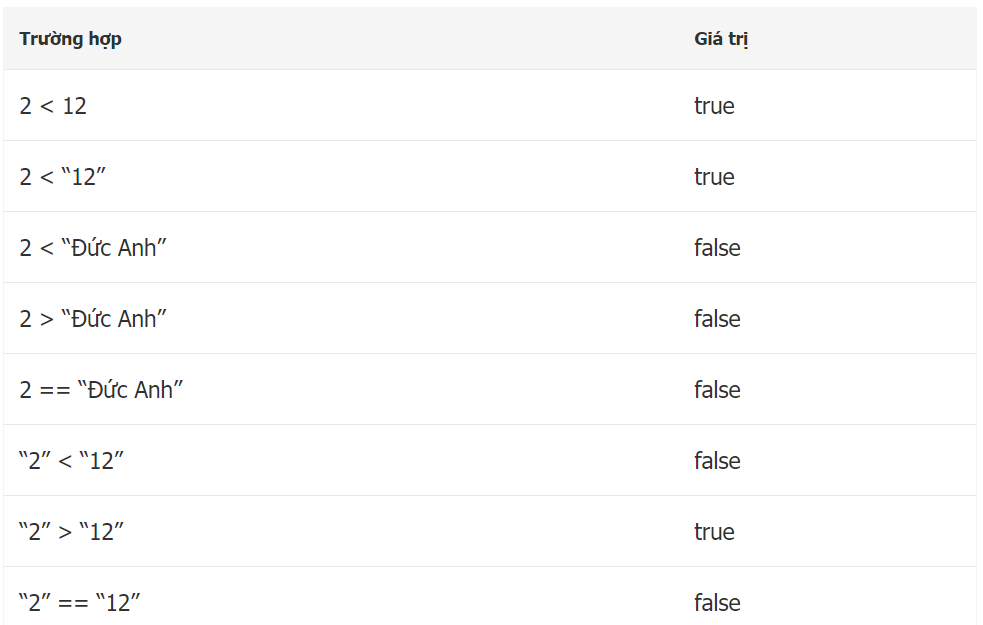 Trường hợp Giá trị
2 < 12 true
2 < “12” true
2 < “Đức Anh” false
2 > “Đức Anh” false
2 == “Đức Anh” false
“2” < “12” false
“2” > “12” true
“2” == “12” false